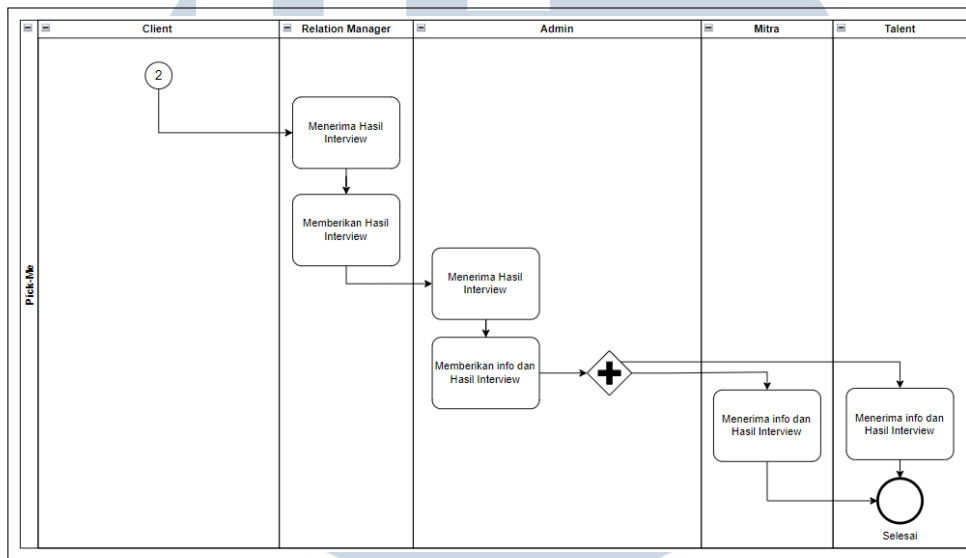 Client
Relation Manager
Admin
Mitra
Talent
Pick-Me
2
Menerima Hasil
Interview
Memberikan Hasil
Interview
Menerima Hasil
Interview
Memberikan info dan
Hasil Interview
Menerima info dan
Hasil Interview
Menerima info dan
Hasil Interview
Selesai